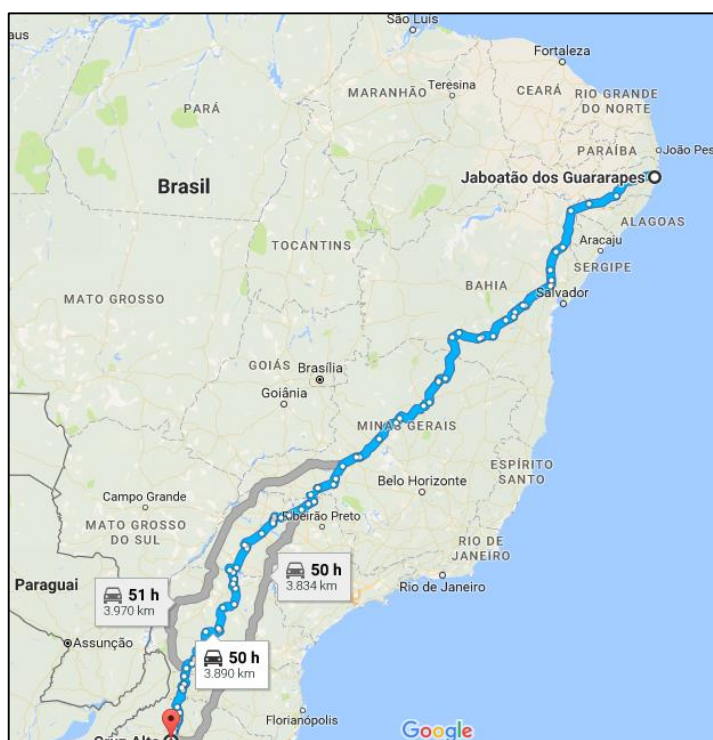 São Luís
aus
Fortaleza
Teresina
MARANHÃO
CEARÁ
PARÁ
RIO GRANDE
DO NORTE
PARAÍBA
João Pes
Brasil
Jaboatão dos Guararapes
ALAGOAS
TOCANTINS
Aracaju
SERGIPE
BAHIA
MATO GROSSO
Salvador
GOIÁS
Brasília
Goiânia
MINAS GERAIS
ESPÍRITO
SANTO
Belo Horizonte
Campo Grande
Ribeirão Preto
MATO GROSSO
DO SUL
RIO DE
JANEIRO
50 h
3.834 km
Paraguai
51 h
3.970 km
Rio de Janeiro
Assunção
50 h
3.890 km
Florianópolis
Google
Cruz Alta